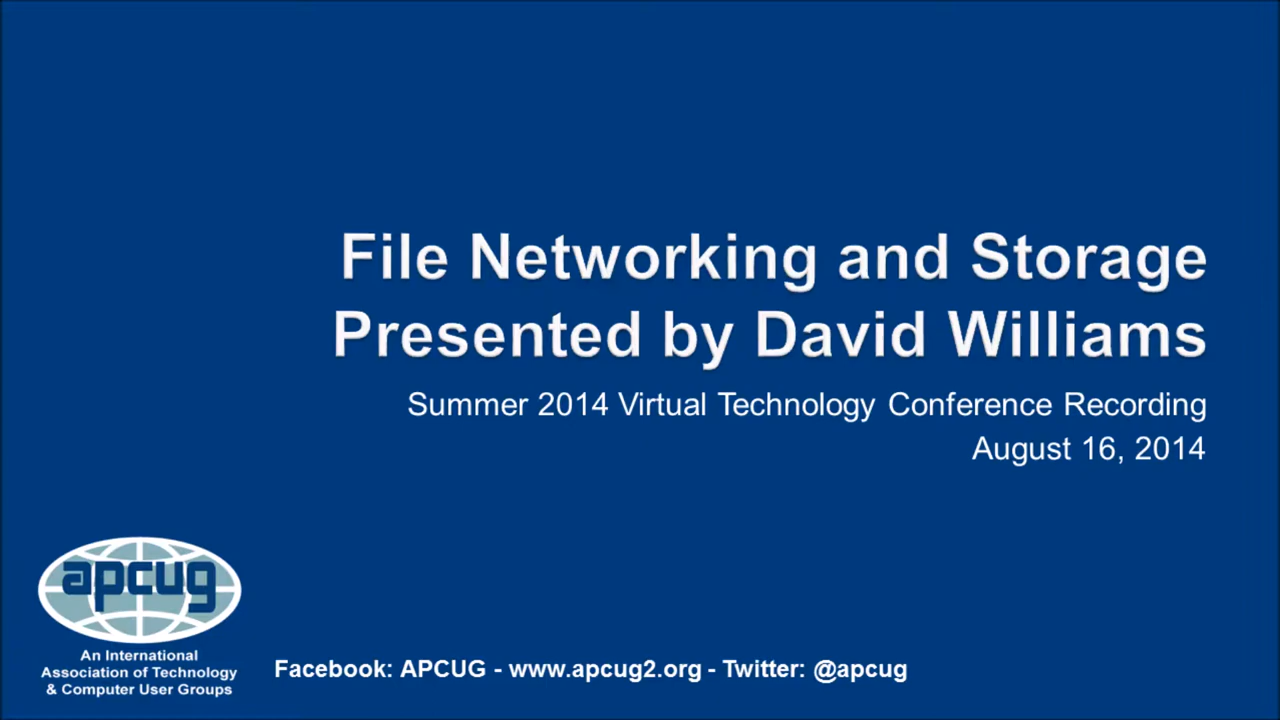 File Networking and Storage
Presented by David Williams
Summer 2014 Virtual Technology Conference Recording
August 16, 2014
apcug
An International
Association of Technology
& Computer User Groups
Facebook: APCUG - www.apcug2.org - Twitter: @apcug